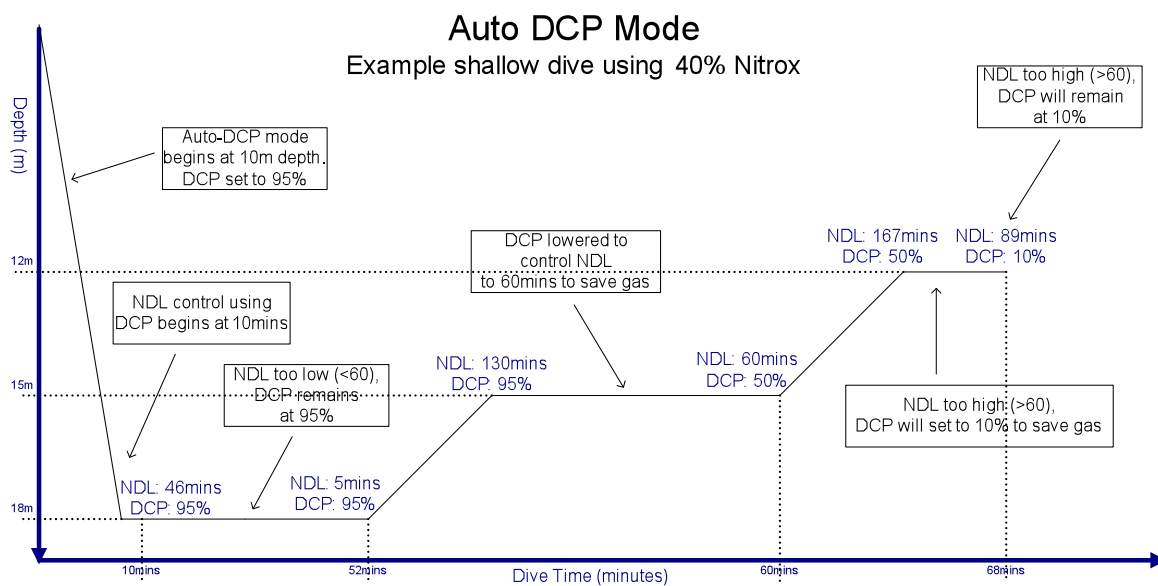 Auto DCP Mode
Example shallow dive using 40% Nitrox
Depth (m)
NDL too high (>60),
DCP will remain
at 10%
Auto-DCP mode
begins at 10m depth.
DCP set to 95%
DCP lowered to
control NDL
to 60mins to save gas
NDL: 167mins
DCP: 50%
NDL: 89mins
DCP: 10%
12m
NDL control using
DCP begins at 10mins
NDL too low (<60),
DCP remains
at 95%
NDL: 130mins
DCP: 95%
NDL: 60mins
DCP: 50%
15m
NDL too high (>60),
DCP will set to 10% to save gas
NDL: 46mins
DCP: 95%
NDL: 5mins
DCP: 95%
18m
10mins
52mins
Dive Time (minutes)
60mins
68mins